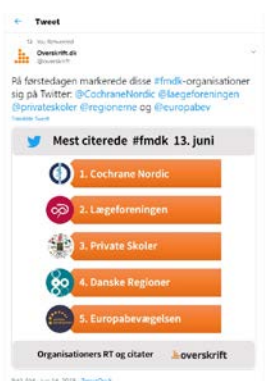 Tweet
Overskrift.dk
@overskrift
På førstedagen markerede disse #fmdk-organisationer
sig på Twitter: @CochraneNordic @laegeforeningen
@privateskoler @regionerne og @europabev
Mest citerede #fmdk 13. juni
1. Cochrane Nordic
2. Lægeforeningen
3. Private Skoler
4. Danske Regioner
5. Europabevægelsen
Organisationers RT og citater
overskrift